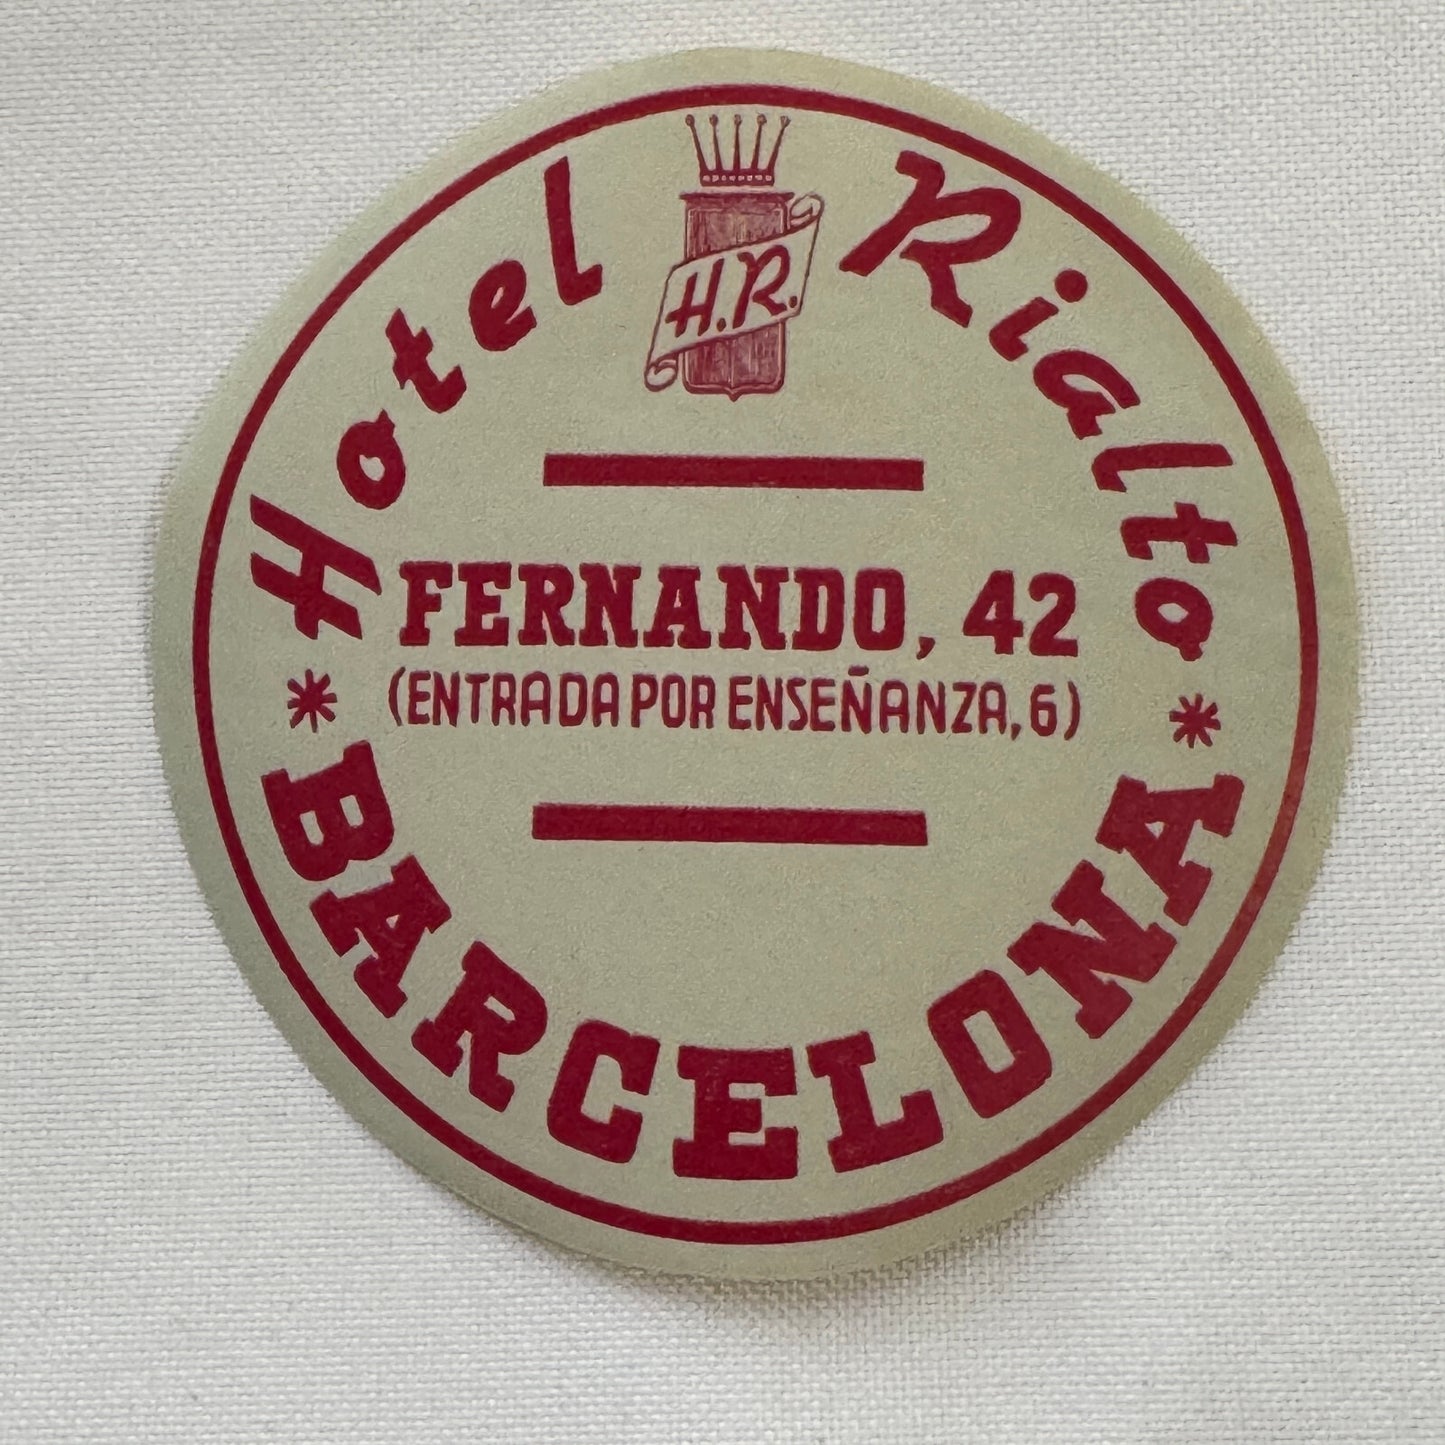 Hotel Rialto
H.R.
FERNANDO, 42
(ENTRADA POR ENSEÑANZA, 6)
* BARCELONA *